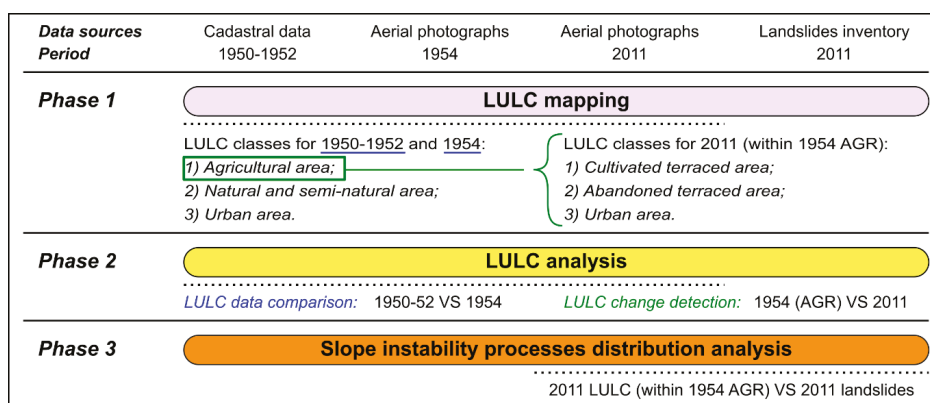 Data sources Cadastral data Aerial photographs Aerial photographs Landslides inventory
Period 1950-1952 1954 2011 2011
Phase 1 LULC mapping
LULC classes for 1950-1952 and 1954: LULC classes for 2011 (within 1954 AGR):
1) Agricultural area; 1) Cultivated terraced area;
2) Natural and semi-natural area; 2) Abandoned terraced area;
3) Urban area. 3) Urban area.
Phase 2 LULC analysis
LULC data comparison: 1950-52 VS 1954 LULC change detection: 1954 (AGR) VS 2011
Phase 3 Slope instability processes distribution analysis
2011 LULC (within 1954 AGR) VS 2011 landslides